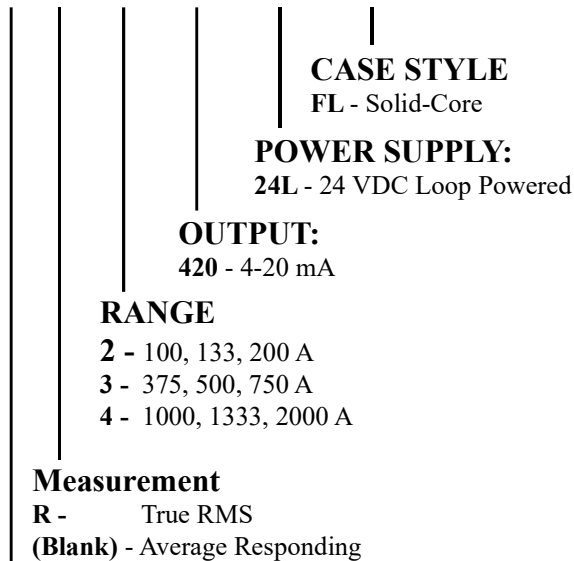 CASE STYLE
FL - Solid-Core
POWER SUPPLY:
24L - 24 VDC Loop Powered
OUTPUT:
420 - 4-20 mA
RANGE
2 - 100, 133, 200 A
3 - 375, 500, 750 A
4 - 1000, 1333, 2000 A
Measurement
R - True RMS
(Blank) - Average Responding